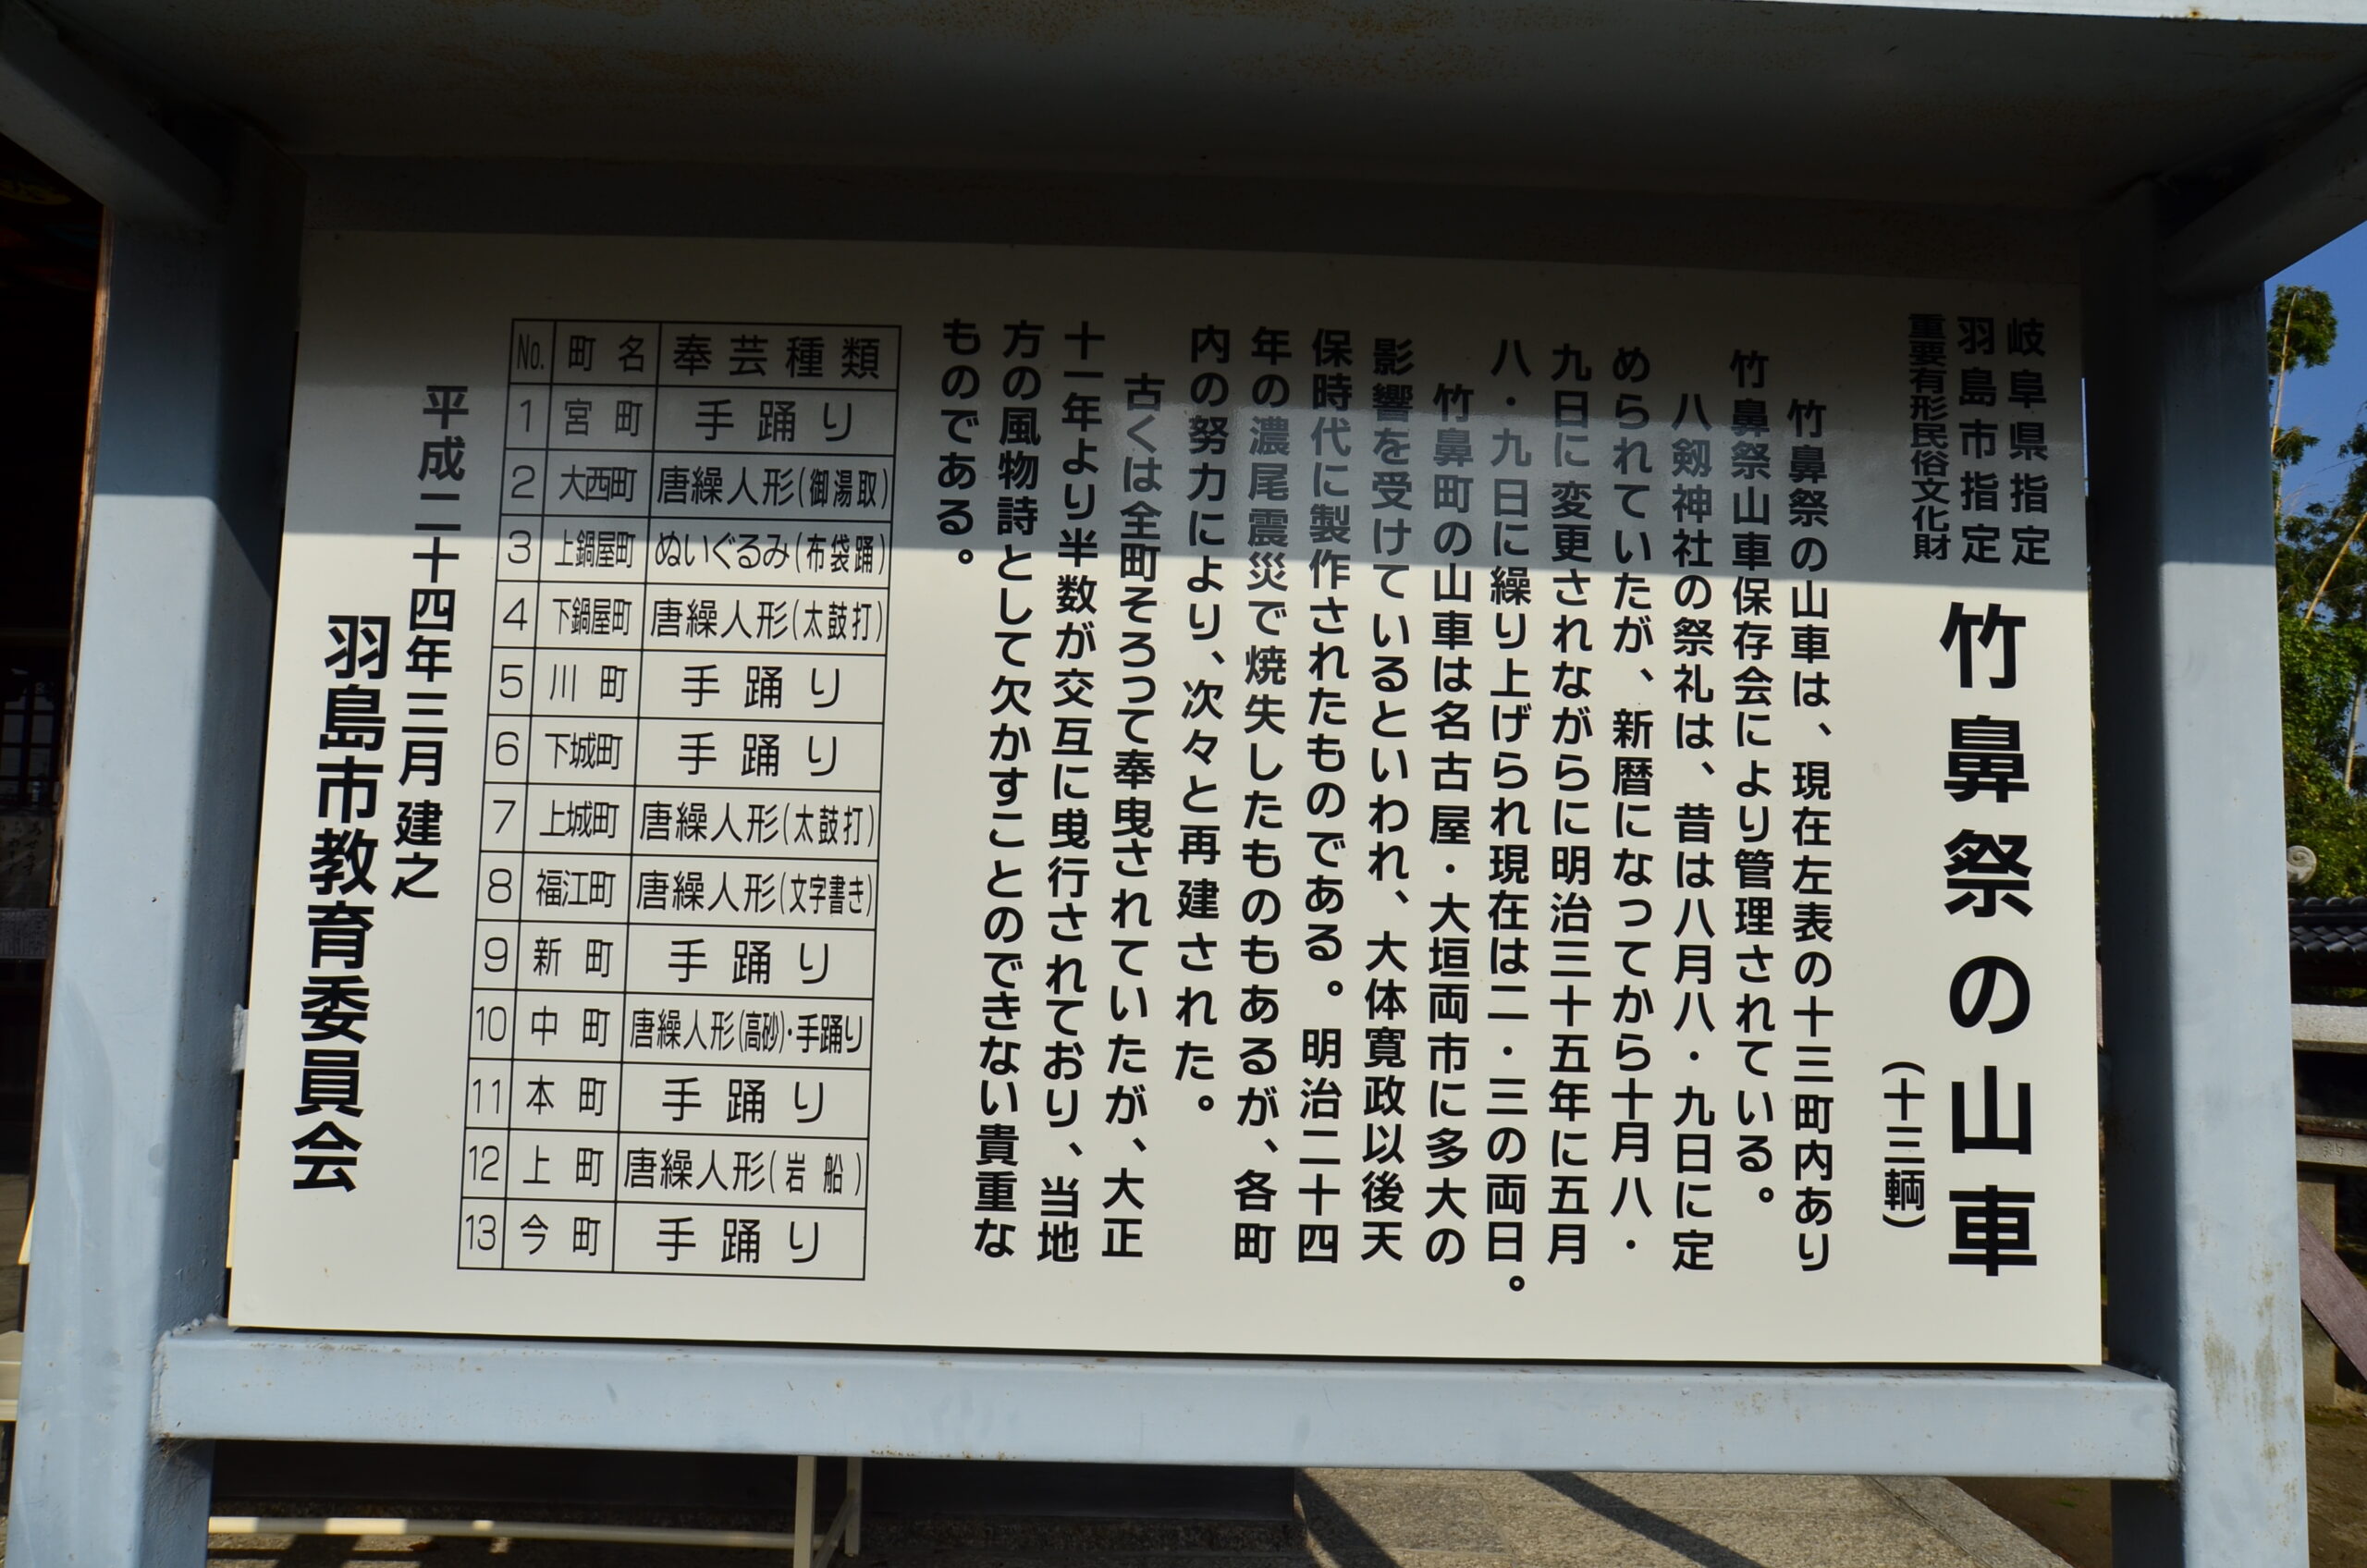 岐阜県指定
羽島市指定
重要有形民俗文化財
竹鼻祭の山車
(十三輌)
竹鼻祭の山車は、現在左表の十三町内あり
竹鼻祭山車保存会により管理されている。
八剱神社の祭礼は、昔は八月八・九日に定
められていたが、新暦になってから十月八・
九日に変更されながらに明治三十五年に五月
八・九日に繰り上げられ現在は二・三の両日。
竹鼻町の山車は名古屋・大垣両市に多大の
影響を受けているといわれ、大体寛政以後天
保時代に製作されたものである。明治二十四
年の濃尾震災で焼失したものもあるが、各町
内の努力により、次々と再建された。
古くは全町そろって奉曳されていたが、大正
十一年より半数が交互に曳行されており、当地
方の風物詩として欠かすことのできない貴重な
ものである。
No. 町名 奉芸種類
1 宮町 手踊り
2 大西町 唐繰人形(御湯取)
3 上鍋屋町 ぬいぐるみ(布袋踊)
4 下鍋屋町 唐繰人形(太鼓打)
5 川町 手踊り
6 下城町 手踊り
7 上城町 唐繰人形(太鼓打)
8 福江町 唐繰人形(文字書き)
9 新町 手踊り
10 中町 唐繰人形(高砂)・手踊り
11 本町 手踊り
12 上町 唐繰人形(岩船)
13 今町 手踊り
平成二十四年三月建之
羽島市教育委員会